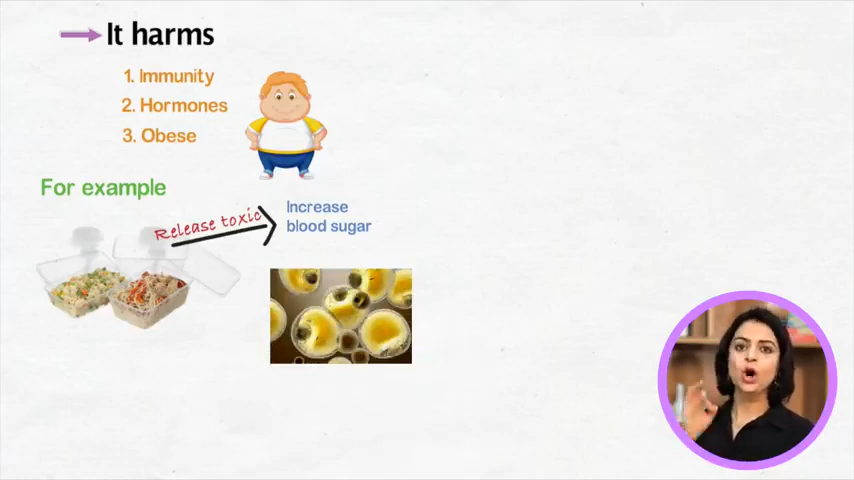 It harms
1. Immunity
2. Hormones
3. Obese
For example
Release toxic
Increase
blood sugar